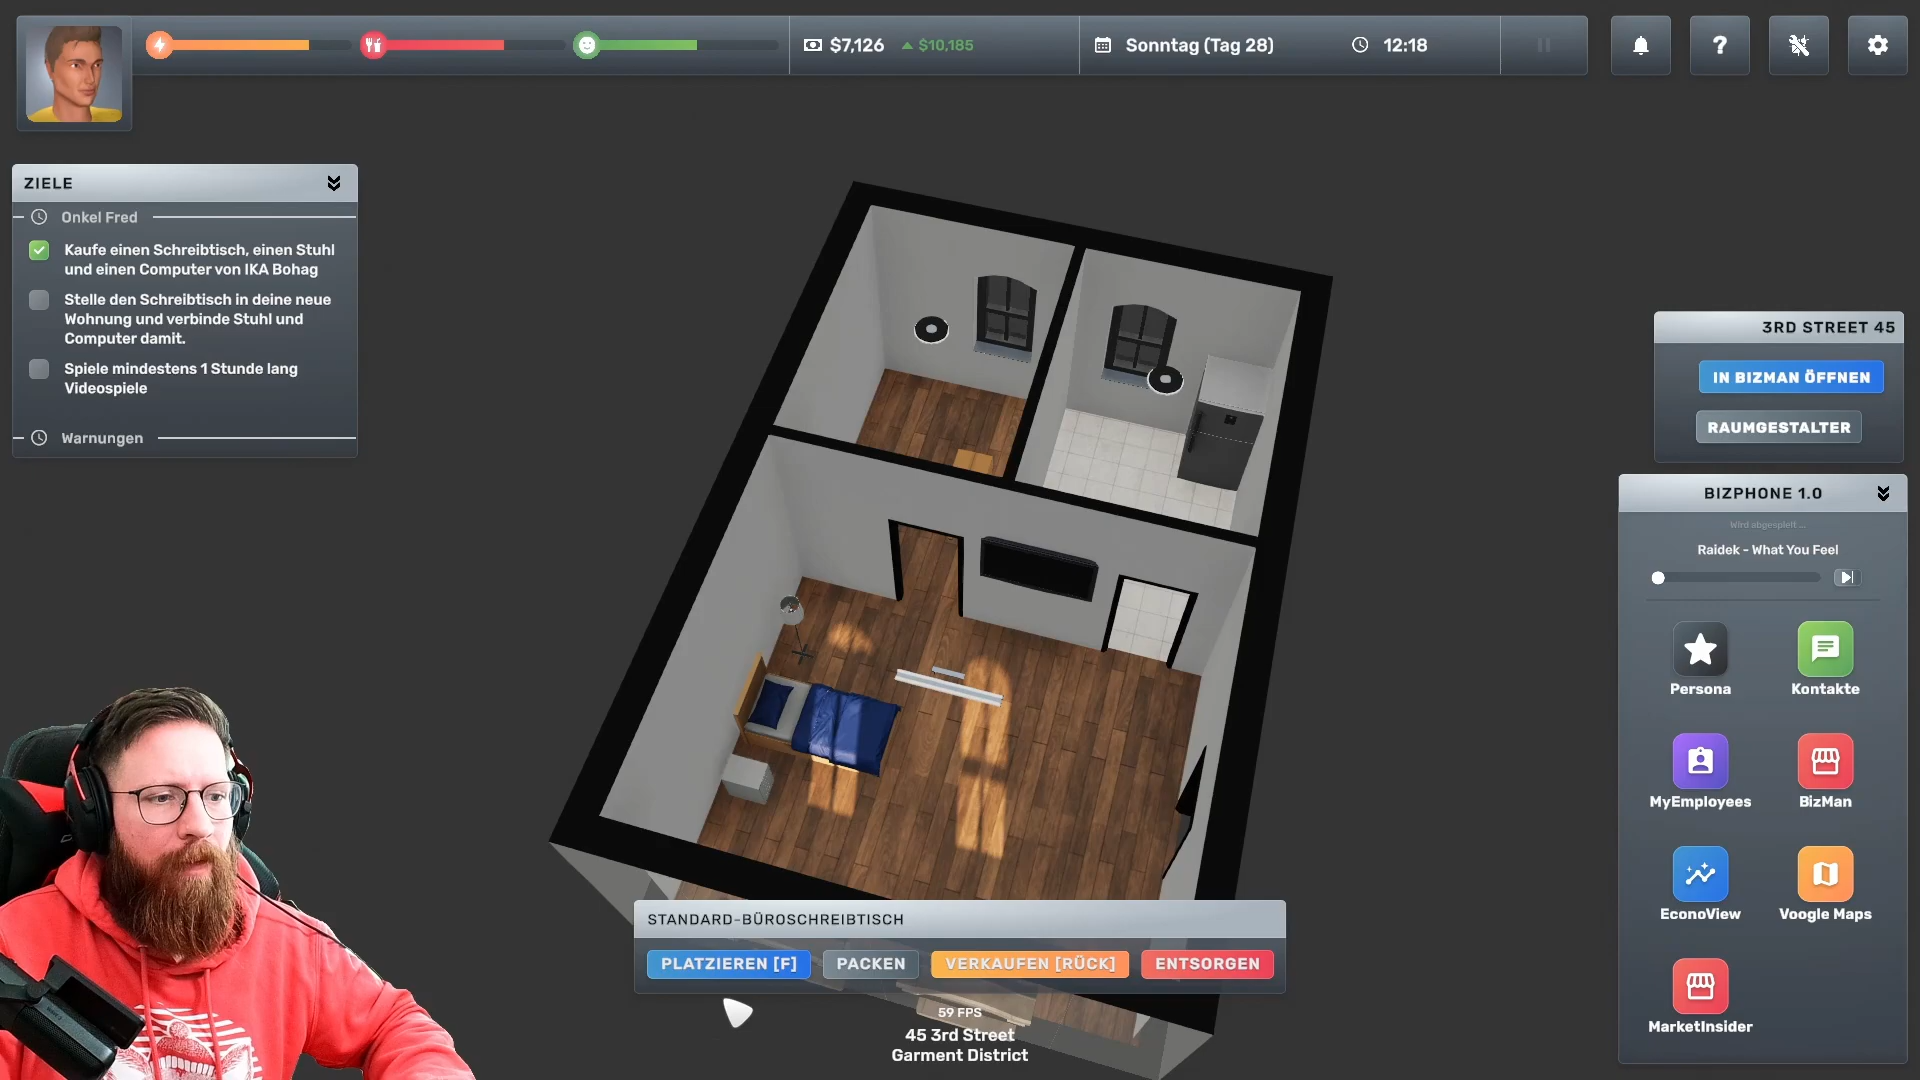 $7,126
$10,185
Sonntag (Tag 28)
12:18
?
ZIELE
Onkel Fred
Kaufe einen Schreibtisch, einen Stuhl
und einen Computer von IKA Bohag
Stelle den Schreibtisch in deine neue
Wohnung und verbinde Stuhl und
Computer damit.
Spiele mindestens 1 Stunde lang
Videospiele
Warnungen
3RD STREET 45
IN BIZMAN ÖFFNEN
RAUMGESTALTER
BIZPHONE 1.0
Wird abgespielt ...
Raidek - What You Feel
Persona
Kontakte
MyEmployees
BizMan
EconoView
Voogle Maps
MarketInsider
STANDARD-BÜROSCHREIBTISCH
PLATZIEREN [F]
PACKEN
VERKAUFEN [RÜCK]
ENTSORGEN
59 FPS
45 3rd Street
Garment District